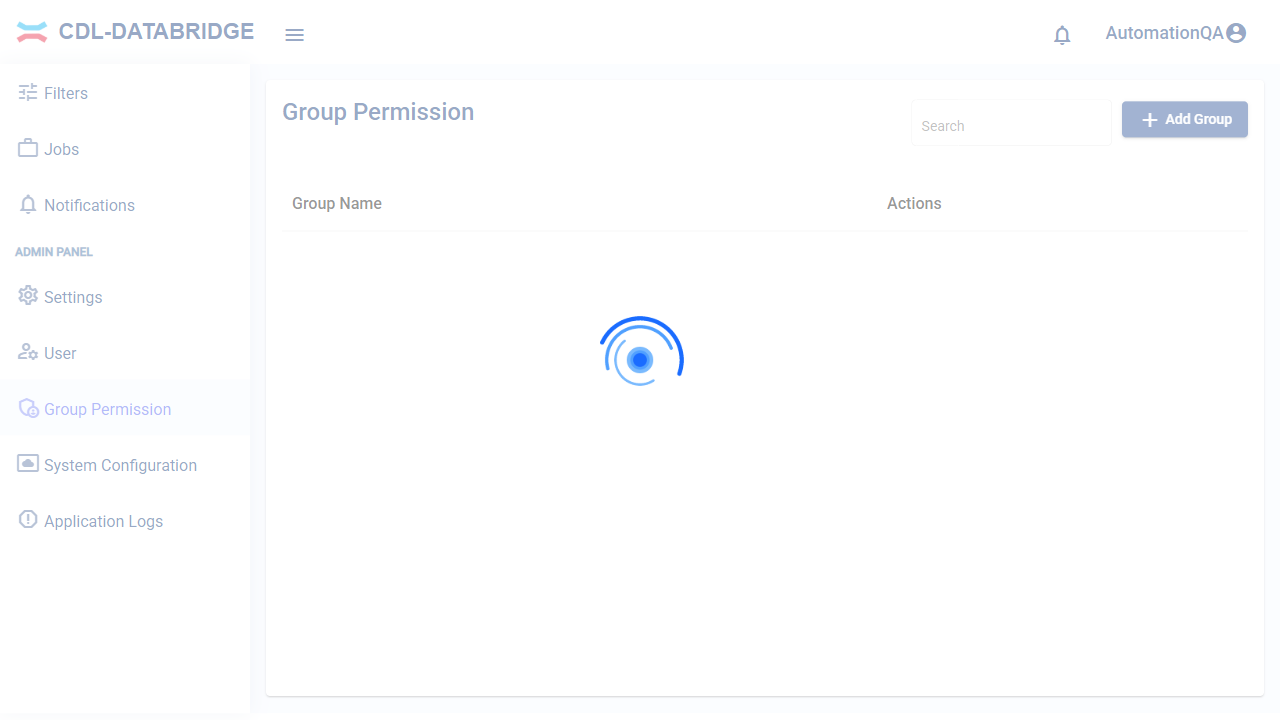 CDL-DATABRIDGE
AutomationQA
Filters
Jobs
Notifications
ADMIN PANEL
Settings
User
Group Permission
System Configuration
Application Logs
Group Permission
Search
Add Group
Group Name Actions